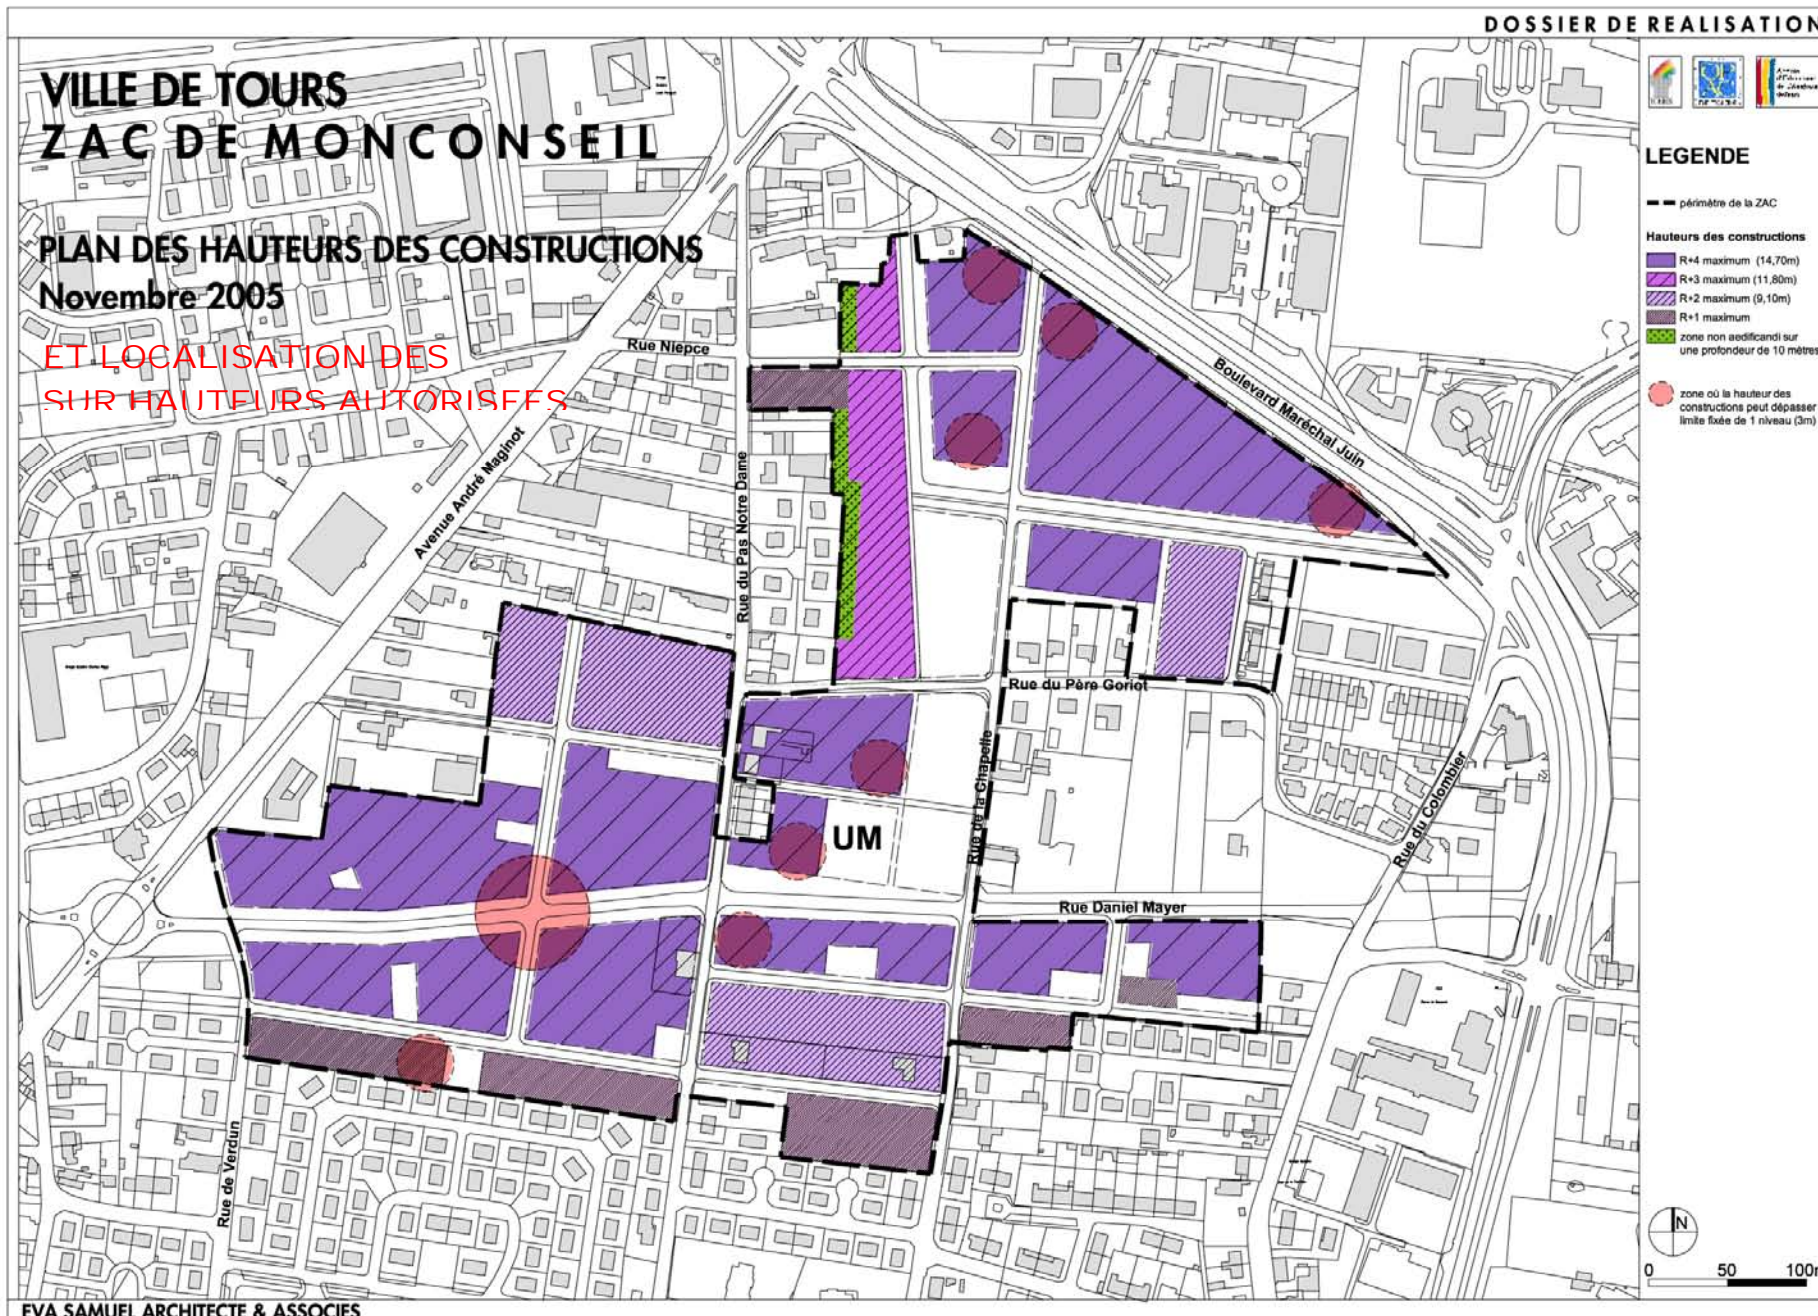 DOSSIER DE REALISATION
VILLE DE TOURS
ZAC DE MONCONSEIL
PLAN DES HAUTEURS DES CONSTRUCTIONS
Novembre 2005
ET LOCALISATION DES
SUR HAUTEURS AUTORISEES
LEGENDE
périmètre de la ZAC
Hauteurs des constructions
R+4 maximum (14,70m)
R+3 maximum (11,80m)
R+2 maximum (9,10m)
R+1 maximum
zone non aedificandi sur
une profondeur de 10 mètres
zone où la hauteur des
constructions peut dépasser
limite fixée de 1 niveau (3m)
Rue Niepce
Boulevard Maréchal Juin
Avenue André Maginot
Rue du Pas Notre Dame
Rue du Père Goriot
Rue de la Chapelle
Rue du Colombier
UM
Rue Daniel Mayer
Rue de Verdun
N
0 50 100m
EVA SAMUEL ARCHITECTE & ASSOCIES